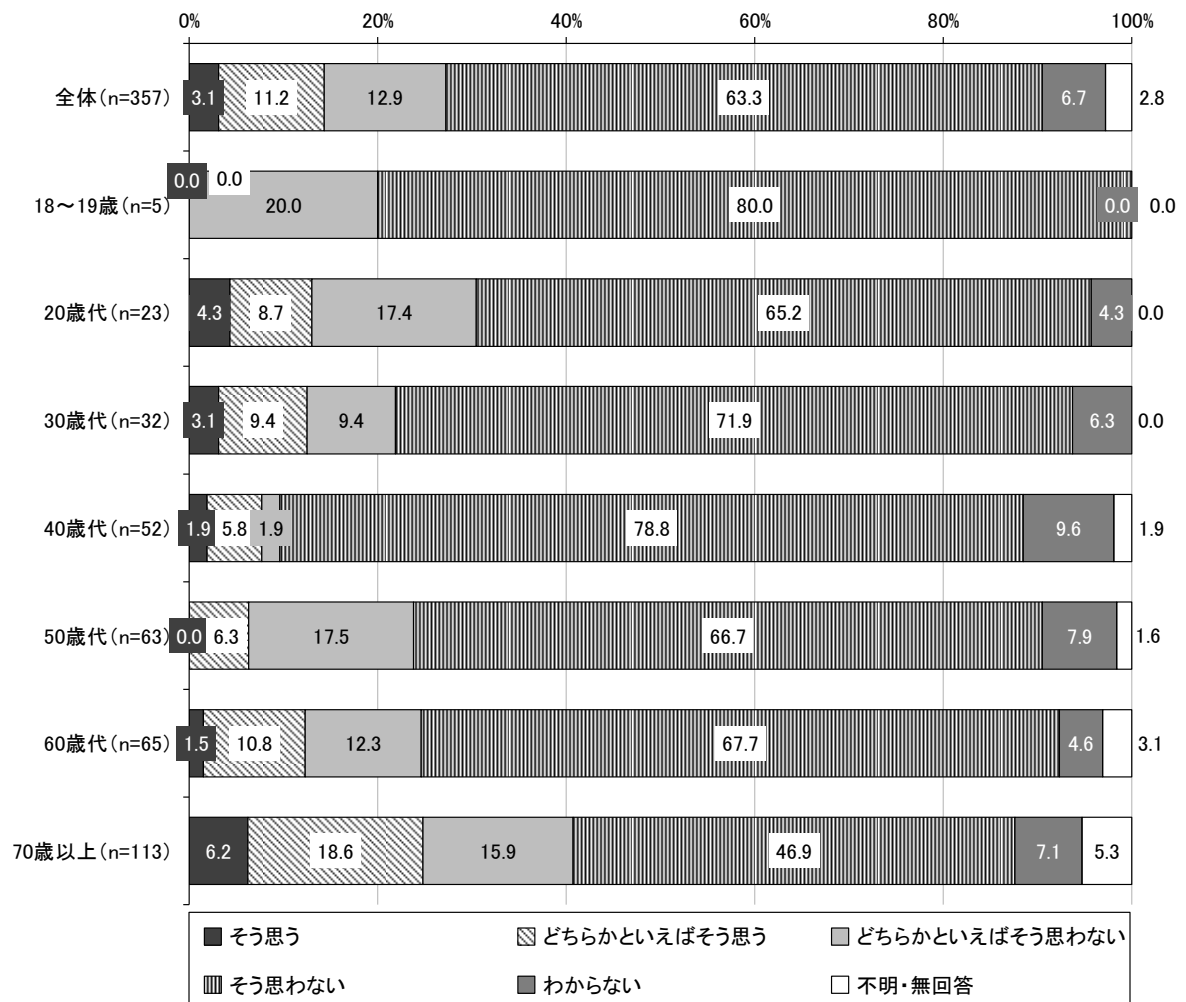 0% 20% 40% 60% 80% 100%
全体(n=357) 3.1 11.2 12.9 63.3 6.7 2.8
18～19歳(n=5) 0.0 0.0 20.0 80.0 0.0 0.0
20歳代(n=23) 4.3 8.7 17.4 65.2 4.3 0.0
30歳代(n=32) 3.1 9.4 9.4 71.9 6.3 0.0
40歳代(n=52) 1.9 5.8 1.9 78.8 9.6 1.9
50歳代(n=63) 0.0 6.3 17.5 66.7 7.9 1.6
60歳代(n=65) 1.5 10.8 12.3 67.7 4.6 3.1
70歳以上(n=113) 6.2 18.6 15.9 46.9 7.1 5.3
そう思う どちらかといえばそう思う どちらかといえばそう思わない
そう思わない わからない 不明・無回答